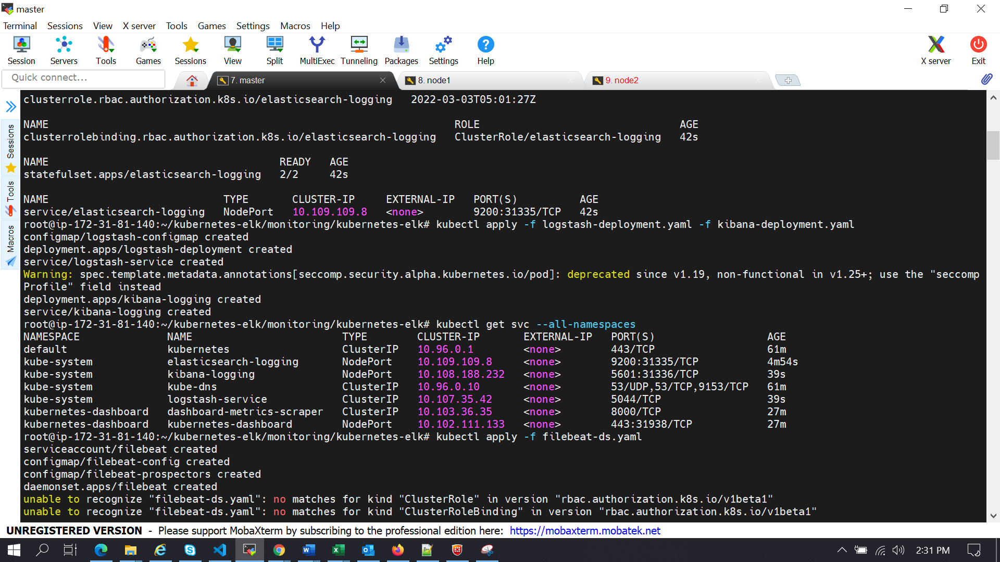 master
Terminal Sessions View X server Tools Games Settings Macros Help
Session Servers Tools Games Sessions View Split MultiExec Tunneling Packages Settings Help X server Exit
Quick connect... 7. master 8. node1 9. node2
Sessions
Tools
Macros
clusterrole.rbac.authorization.k8s.io/elasticsearch-logging   2022-03-03T05:01:27Z
NAME                                                                 ROLE                                AGE
clusterrolebinding.rbac.authorization.k8s.io/elasticsearch-logging   ClusterRole/elasticsearch-logging   42s
NAME                                     READY   AGE
statefulset.apps/elasticsearch-logging   2/2     42s
NAME                            TYPE       CLUSTER-IP     EXTERNAL-IP   PORT(S)          AGE
service/elasticsearch-logging   NodePort   10.109.109.8   <none>        9200:31335/TCP   42s
root@ip-172-31-81-140:~/kubernetes-elk/monitoring/kubernetes-elk# kubectl apply -f logstash-deployment.yaml -f kibana-deployment.yaml
configmap/logstash-configmap created
deployment.apps/logstash-deployment created
service/logstash-service created
Warning: spec.template.metadata.annotations[seccomp.security.alpha.kubernetes.io/pod]: deprecated since v1.19, non-functional in v1.25+; use the "seccomp
Profile" field instead
deployment.apps/kibana-logging created
service/kibana-logging created
root@ip-172-31-81-140:~/kubernetes-elk/monitoring/kubernetes-elk# kubectl get svc --all-namespaces
NAMESPACE              NAME                        TYPE        CLUSTER-IP       EXTERNAL-IP   PORT(S)                  AGE
default                kubernetes                  ClusterIP   10.96.0.1        <none>        443/TCP                  61m
kube-system            elasticsearch-logging       NodePort    10.109.109.8     <none>        9200:31335/TCP           4m54s
kube-system            kibana-logging              NodePort    10.108.188.232   <none>        5601:31336/TCP           39s
kube-system            kube-dns                    ClusterIP   10.96.0.10       <none>        53/UDP,53/TCP,9153/TCP   61m
kube-system            logstash-service            ClusterIP   10.107.35.42     <none>        5044/TCP                 39s
kubernetes-dashboard   dashboard-metrics-scraper   ClusterIP   10.103.36.35     <none>        8000/TCP                 27m
kubernetes-dashboard   kubernetes-dashboard        NodePort    10.102.111.133   <none>        443:31938/TCP            27m
root@ip-172-31-81-140:~/kubernetes-elk/monitoring/kubernetes-elk# kubectl apply -f filebeat-ds.yaml
serviceaccount/filebeat created
configmap/filebeat-config created
configmap/filebeat-prospectors created
daemonset.apps/filebeat created
unable to recognize "filebeat-ds.yaml": no matches for kind "ClusterRole" in version "rbac.authorization.k8s.io/v1beta1"
unable to recognize "filebeat-ds.yaml": no matches for kind "ClusterRoleBinding" in version "rbac.authorization.k8s.io/v1beta1"
UNREGISTERED VERSION - Please support MobaXterm by subscribing to the professional edition here: https://mobaxterm.mobatek.net
2:31 PM